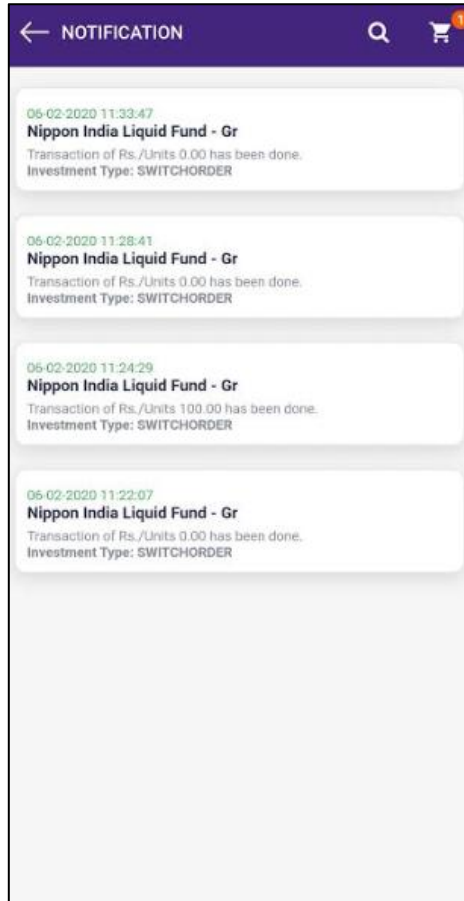 NOTIFICATION
1
06-02-2020 11:33:47
Nippon India Liquid Fund - Gr
Transaction of Rs./Units 0.00 has been done.
Investment Type: SWITCHORDER
06-02-2020 11:28:41
Nippon India Liquid Fund - Gr
Transaction of Rs./Units 0.00 has been done.
Investment Type: SWITCHORDER
06-02-2020 11:24:29
Nippon India Liquid Fund - Gr
Transaction of Rs./Units 100.00 has been done.
Investment Type: SWITCHORDER
06-02-2020 11:22:07
Nippon India Liquid Fund - Gr
Transaction of Rs./Units 0.00 has been done.
Investment Type: SWITCHORDER